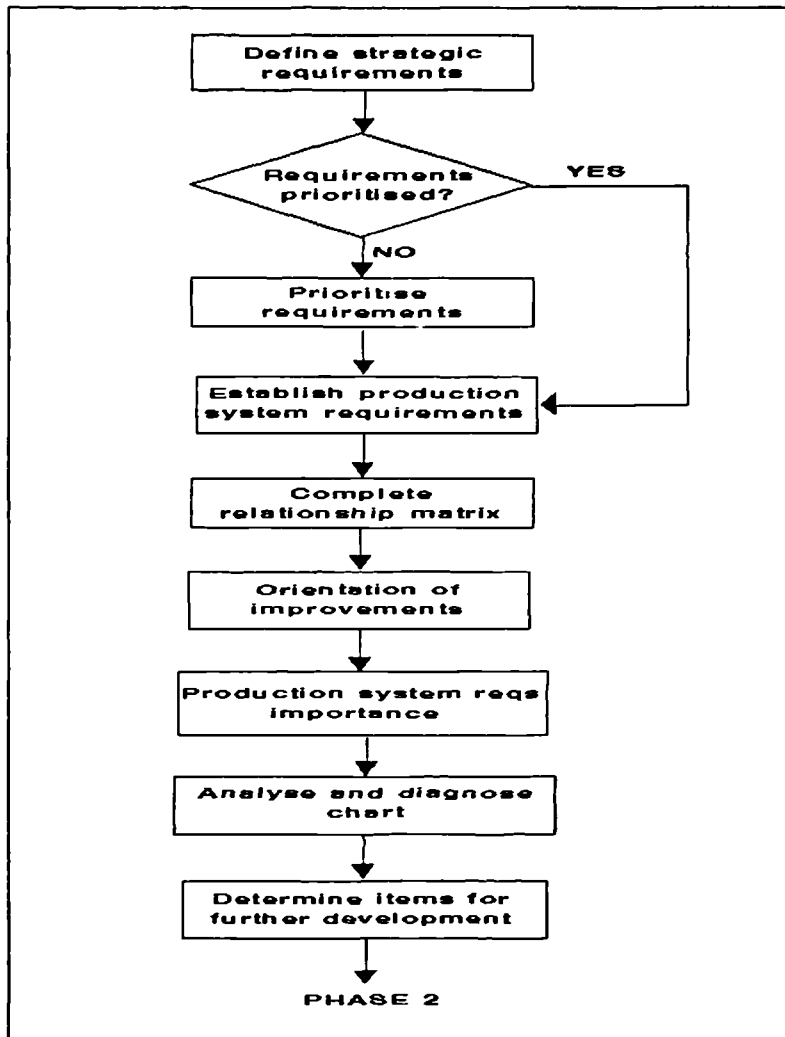 Define strategic
requirements
Requirements
prioritised?
YES
NO
Prioritise
requirements
Establish production
system requirements
Complete
relationship matrix
Orientation of
improvements
Production system reqs
importance
Analyse and diagnose
chart
Determine items for
further development
PHASE 2